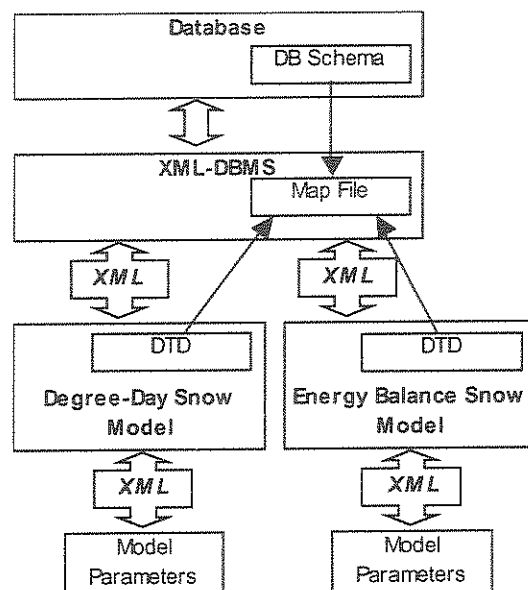 Database
DB Schema
XML-DBMS
Map File
XML
XML
DTD
DTD
Degree-Day Snow
Model
Energy Balance Snow
Model
XML
XML
Model
Parameters
Model
Parameters